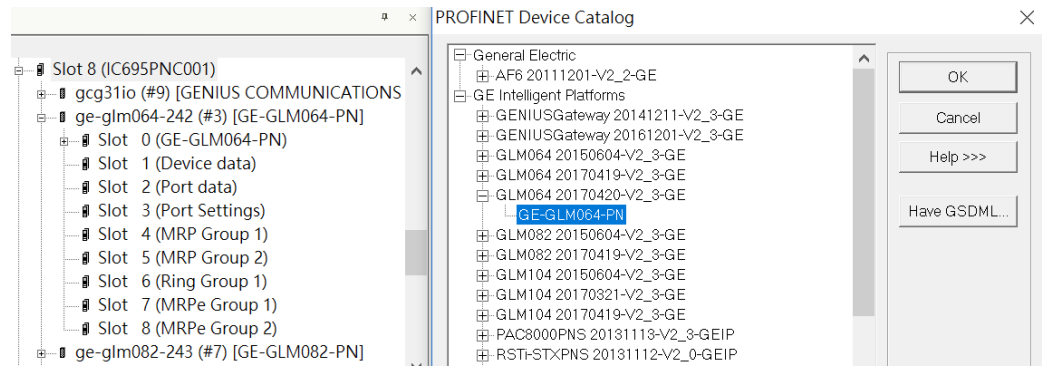 Slot 8 (IC695PNC001)
gcg31io (#9) [GENIUS COMMUNICATIONS
ge-glm064-242 (#3) [GE-GLM064-PN]
Slot 0 (GE-GLM064-PN)
Slot 1 (Device data)
Slot 2 (Port data)
Slot 3 (Port Settings)
Slot 4 (MRP Group 1)
Slot 5 (MRP Group 2)
Slot 6 (Ring Group 1)
Slot 7 (MRPe Group 1)
Slot 8 (MRPe Group 2)
ge-glm082-243 (#7) [GE-GLM082-PN]
PROFINET Device Catalog
General Electric
AF6 20111201-V2_2-GE
GE Intelligent Platforms
GENIUSGateway 20141211-V2_3-GE
GENIUSGateway 20161201-V2_3-GE
GLM064 20150604-V2_3-GE
GLM064 20170419-V2_3-GE
GLM064 20170420-V2_3-GE
GE-GLM064-PN
GLM082 20150604-V2_3-GE
GLM082 20170419-V2_3-GE
GLM104 20150604-V2_3-GE
GLM104 20170321-V2_3-GE
GLM104 20170419-V2_3-GE
PAC8000PNS 20131113-V2_3-GEIP
RSTi-STXPNS 20131112-V2_0-GEIP
OK
Cancel
Help >>>
Have GSDML...